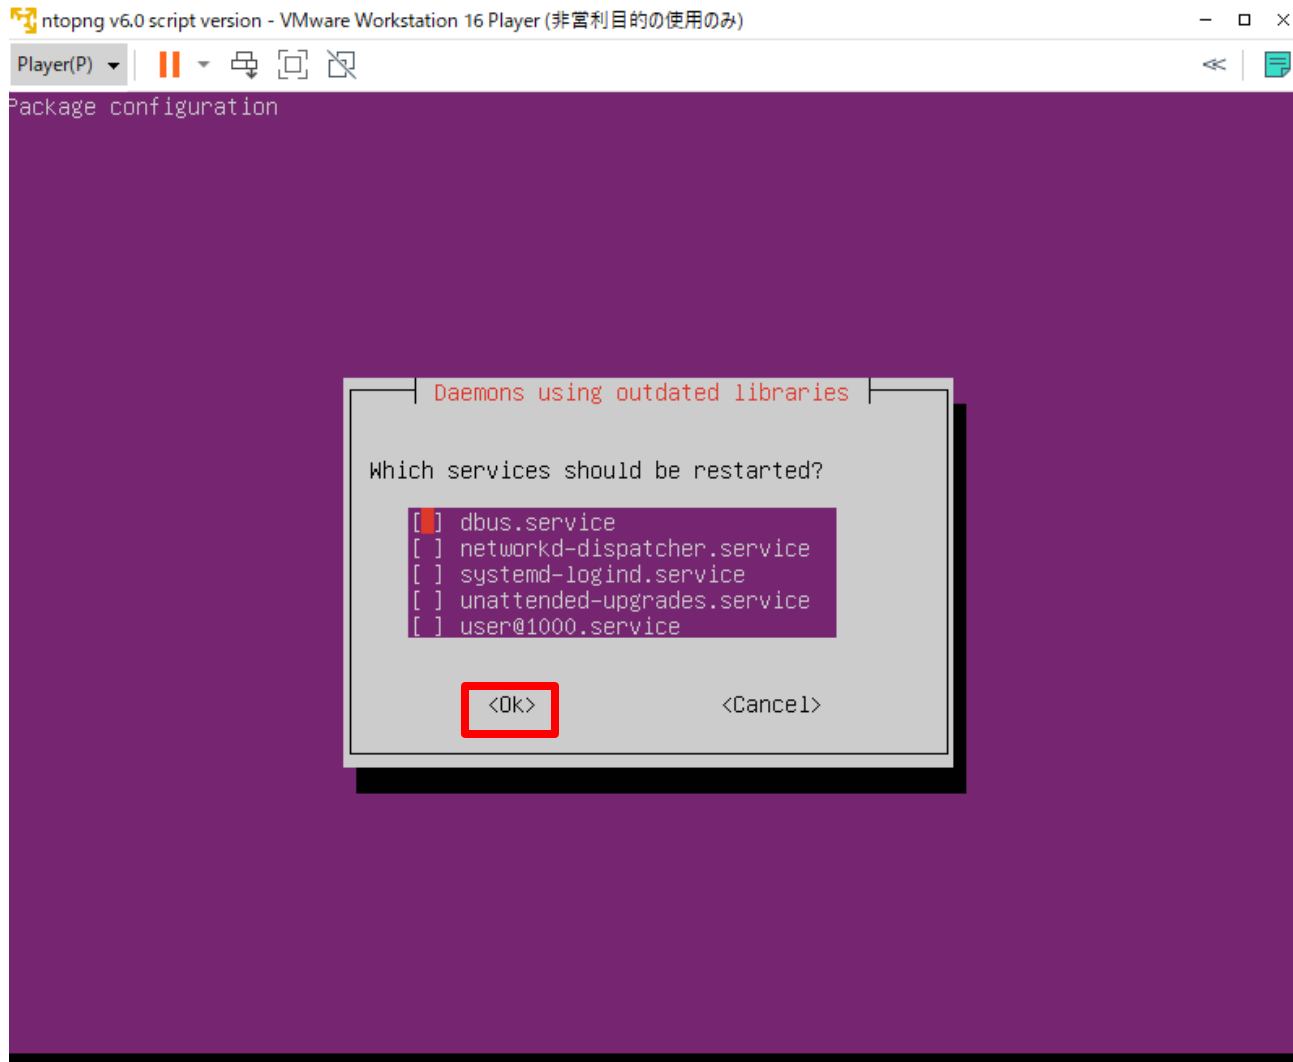 ntopng v6.0 script version - VMware Workstation 16 Player (非営利目的の使用のみ)
Player(P)
Package configuration
Daemons using outdated libraries
Which services should be restarted?
[ ] dbus.service
[ ] networkd-dispatcher.service
[ ] systemd-logind.service
[ ] unattended-upgrades.service
[ ] user@1000.service
<Ok> <Cancel>